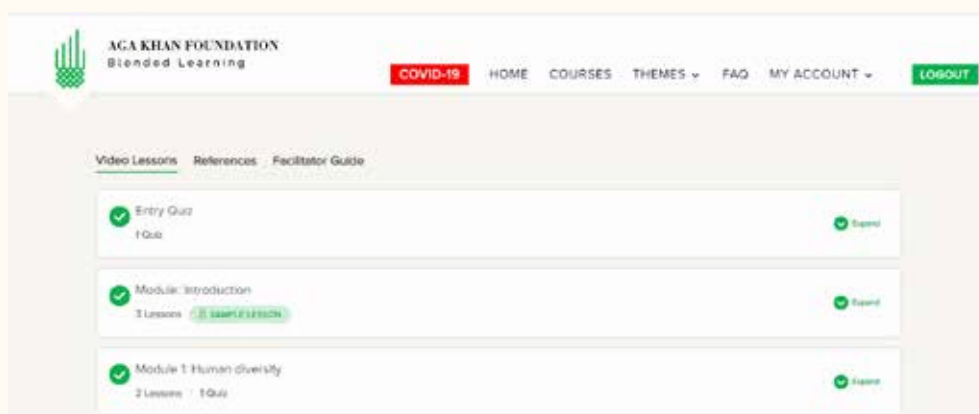 AGA KHAN FOUNDATION
Blended Learning
COVID-19 HOME COURSES THEMES FAQ MY ACCOUNT LOGOUT
Video Lessons References Facilitator Guide
Entry Quiz
1 Quiz
Expand
Module: Introduction
3 Lessons SAMPLE LESSON
Expand
Module 1: Human diversity
2 Lessons 1 Quiz
Expand